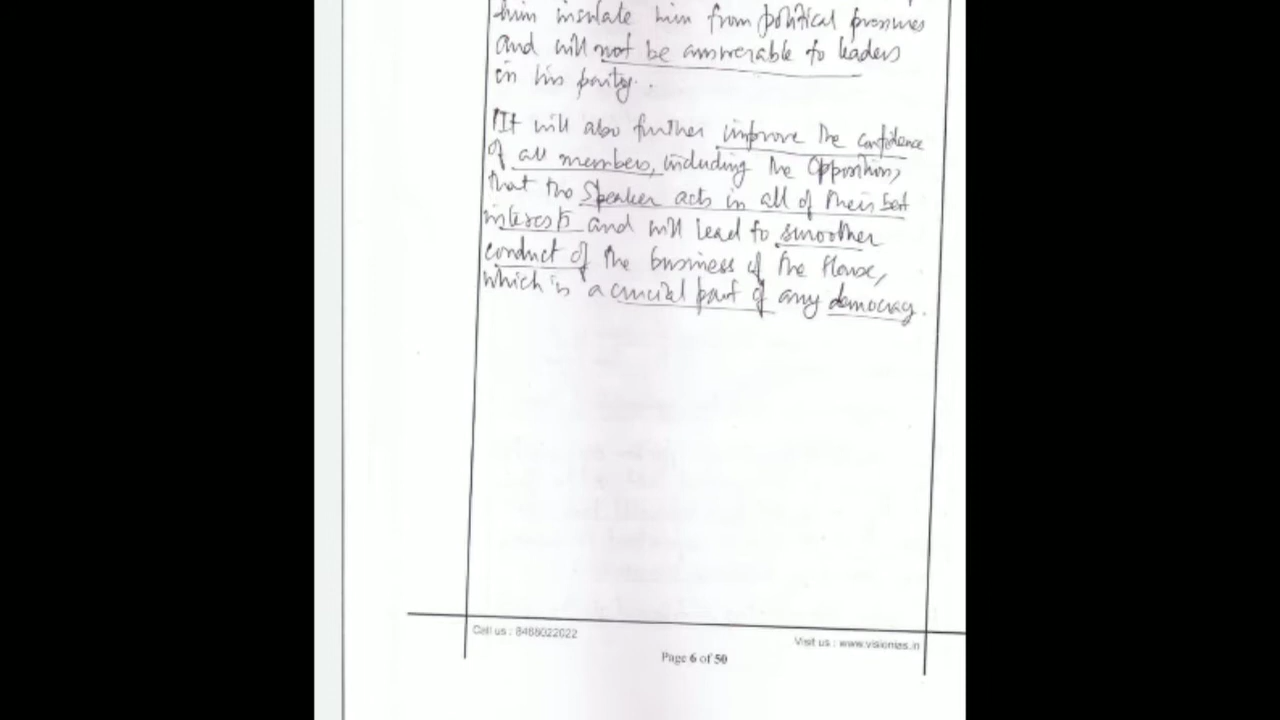 him insulate him from political pressures
and will not be answerable to leaders
in his party.
It will also further improve the confidence
of all members, including the Opposition,
that the Speaker acts in all of their best
interests and will lead to smoother
conduct of the business of the House,
which is a crucial part of any democracy.
Call us : 8468022022
Visit us : www.visionias.in
Page 6 of 50